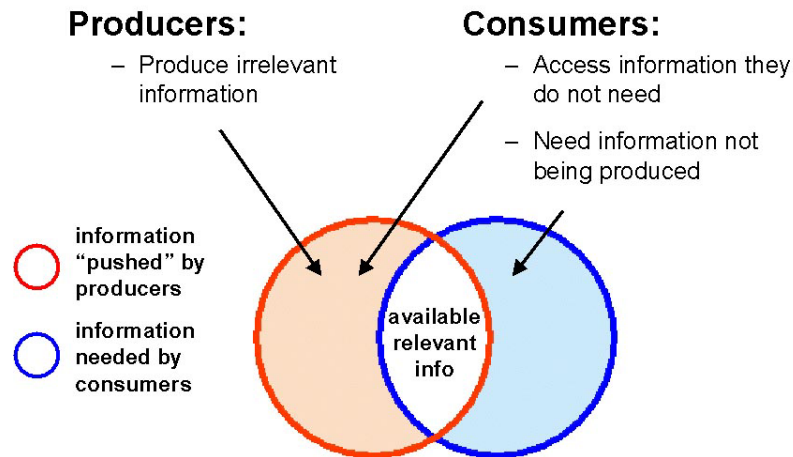 Producers:
– Produce irrelevant
information
Consumers:
– Access information they
do not need
– Need information not
being produced
information
“pushed” by
producers
information
needed by
consumers
available
relevant
info